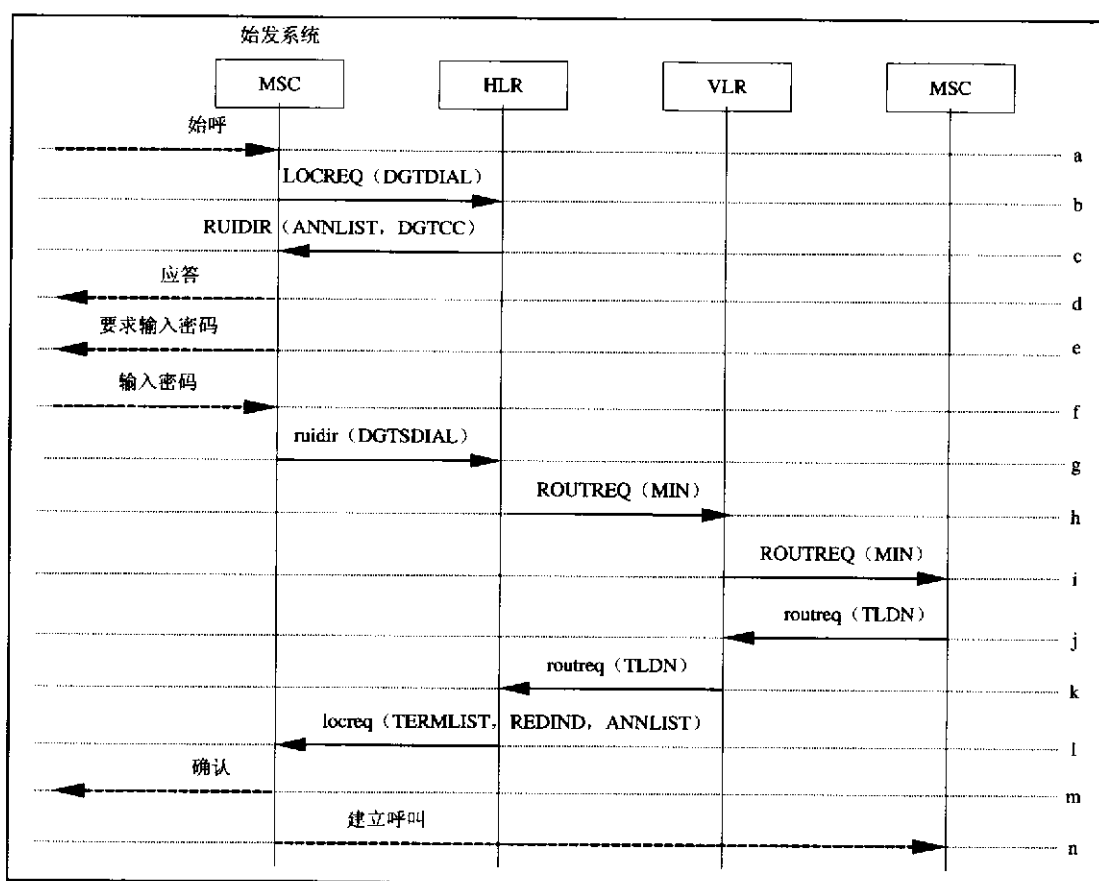 始发系统
MSC HLR VLR MSC
始呼
a
LOCREQ（DGTDIAL）
b
RUIDIR（ANNLIST，DGTCC）
c
应答
d
要求输入密码
e
输入密码
f
ruidir（DGTSDIAL）
g
ROUTREQ（MIN）
h
ROUTREQ（MIN）
i
routreq（TLDN）
j
routreq（TLDN）
k
locreq（TERMLIST，REDIND，ANNLIST）
l
确认
m
建立呼叫
n